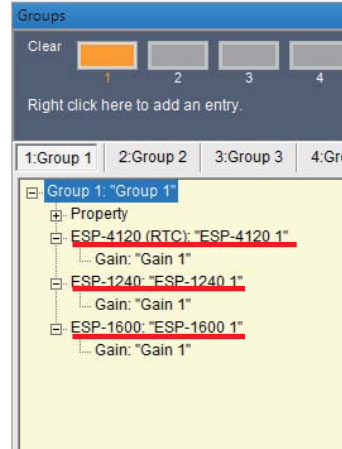 Groups
Clear
1 2 3 4
Right click here to add an entry.
1:Group 1 2:Group 2 3:Group 3 4:Gr
Group 1: "Group 1"
Property
ESP-4120 (RTC): "ESP-4120 1"
Gain: "Gain 1"
ESP-1240: "ESP-1240 1"
Gain: "Gain 1"
ESP-1600: "ESP-1600 1"
Gain: "Gain 1"